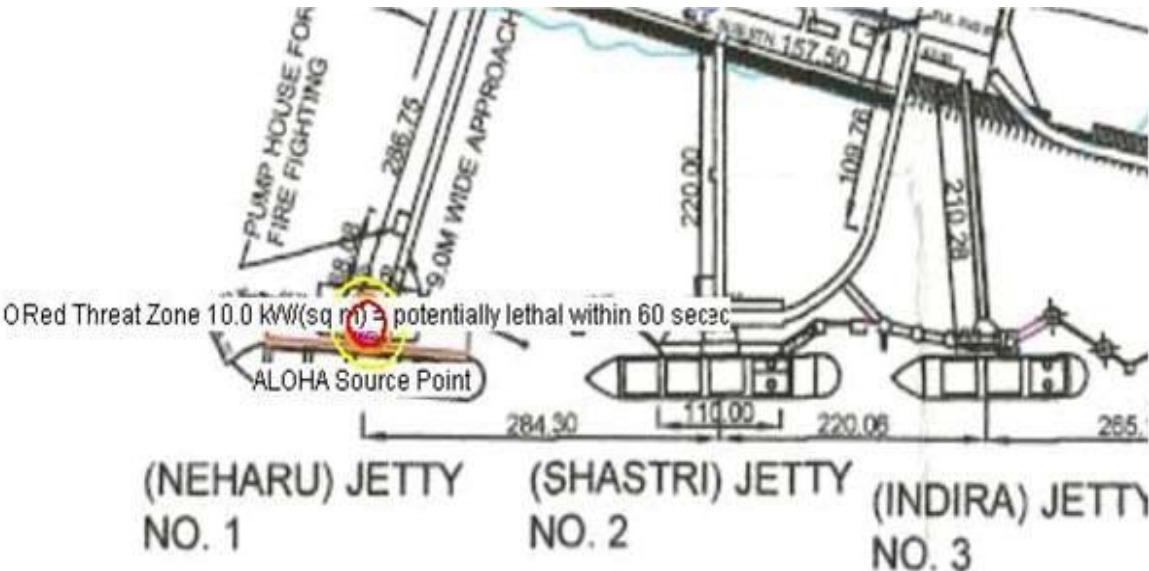 PUMP HOUSE FOR
FIRE FIGHTING
286.75
9.0M WIDE APPROACH
220.00
157.50
109.76
210.28
Red Threat Zone 10.0 kW/(sq m) = potentially lethal within 60 sec
ALOHA Source Point
284.30
110.00
220.06
265.
(NEHARU) JETTY
NO. 1
(SHASTRI) JETTY
NO. 2
(INDIRA) JETTY
NO. 3